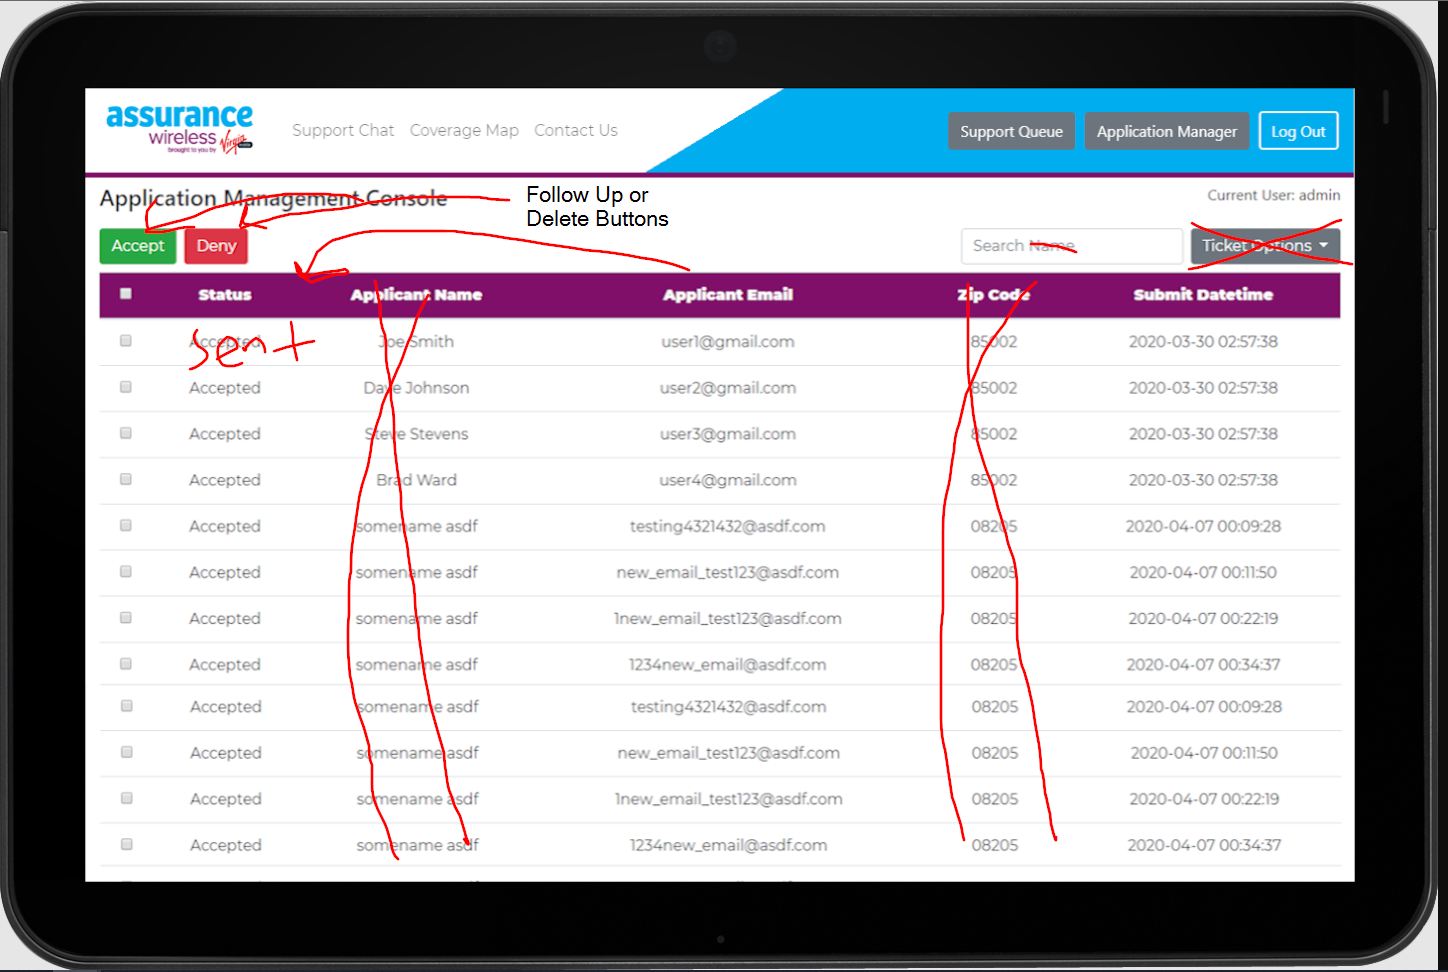 assurance
wireless
brought to you by Virgin mobile
Support Chat Coverage Map Contact Us
Support Queue Application Manager Log Out
Application Management Console
Follow Up or
Delete Buttons
Current User: admin
Accept Deny
Search Name
Ticket Options
Status Applicant Name Applicant Email Zip Code Submit Datetime
Accepted Joe Smith user1@gmail.com 85002 2020-03-30 02:57:38
Sent
Accepted Dave Johnson user2@gmail.com 85002 2020-03-30 02:57:38
Accepted Steve Stevens user3@gmail.com 85002 2020-03-30 02:57:38
Accepted Brad Ward user4@gmail.com 85002 2020-03-30 02:57:38
Accepted somename asdf testing4321432@asdf.com 08205 2020-04-07 00:09:28
Accepted somename asdf new_email_test123@asdf.com 08205 2020-04-07 00:11:50
Accepted somename asdf 1new_email_test123@asdf.com 08205 2020-04-07 00:22:19
Accepted somename asdf 1234new_email@asdf.com 08205 2020-04-07 00:34:37
Accepted somename asdf testing4321432@asdf.com 08205 2020-04-07 00:09:28
Accepted somename asdf new_email_test123@asdf.com 08205 2020-04-07 00:11:50
Accepted somename asdf 1new_email_test123@asdf.com 08205 2020-04-07 00:22:19
Accepted somename asdf 1234new_email@asdf.com 08205 2020-04-07 00:34:37